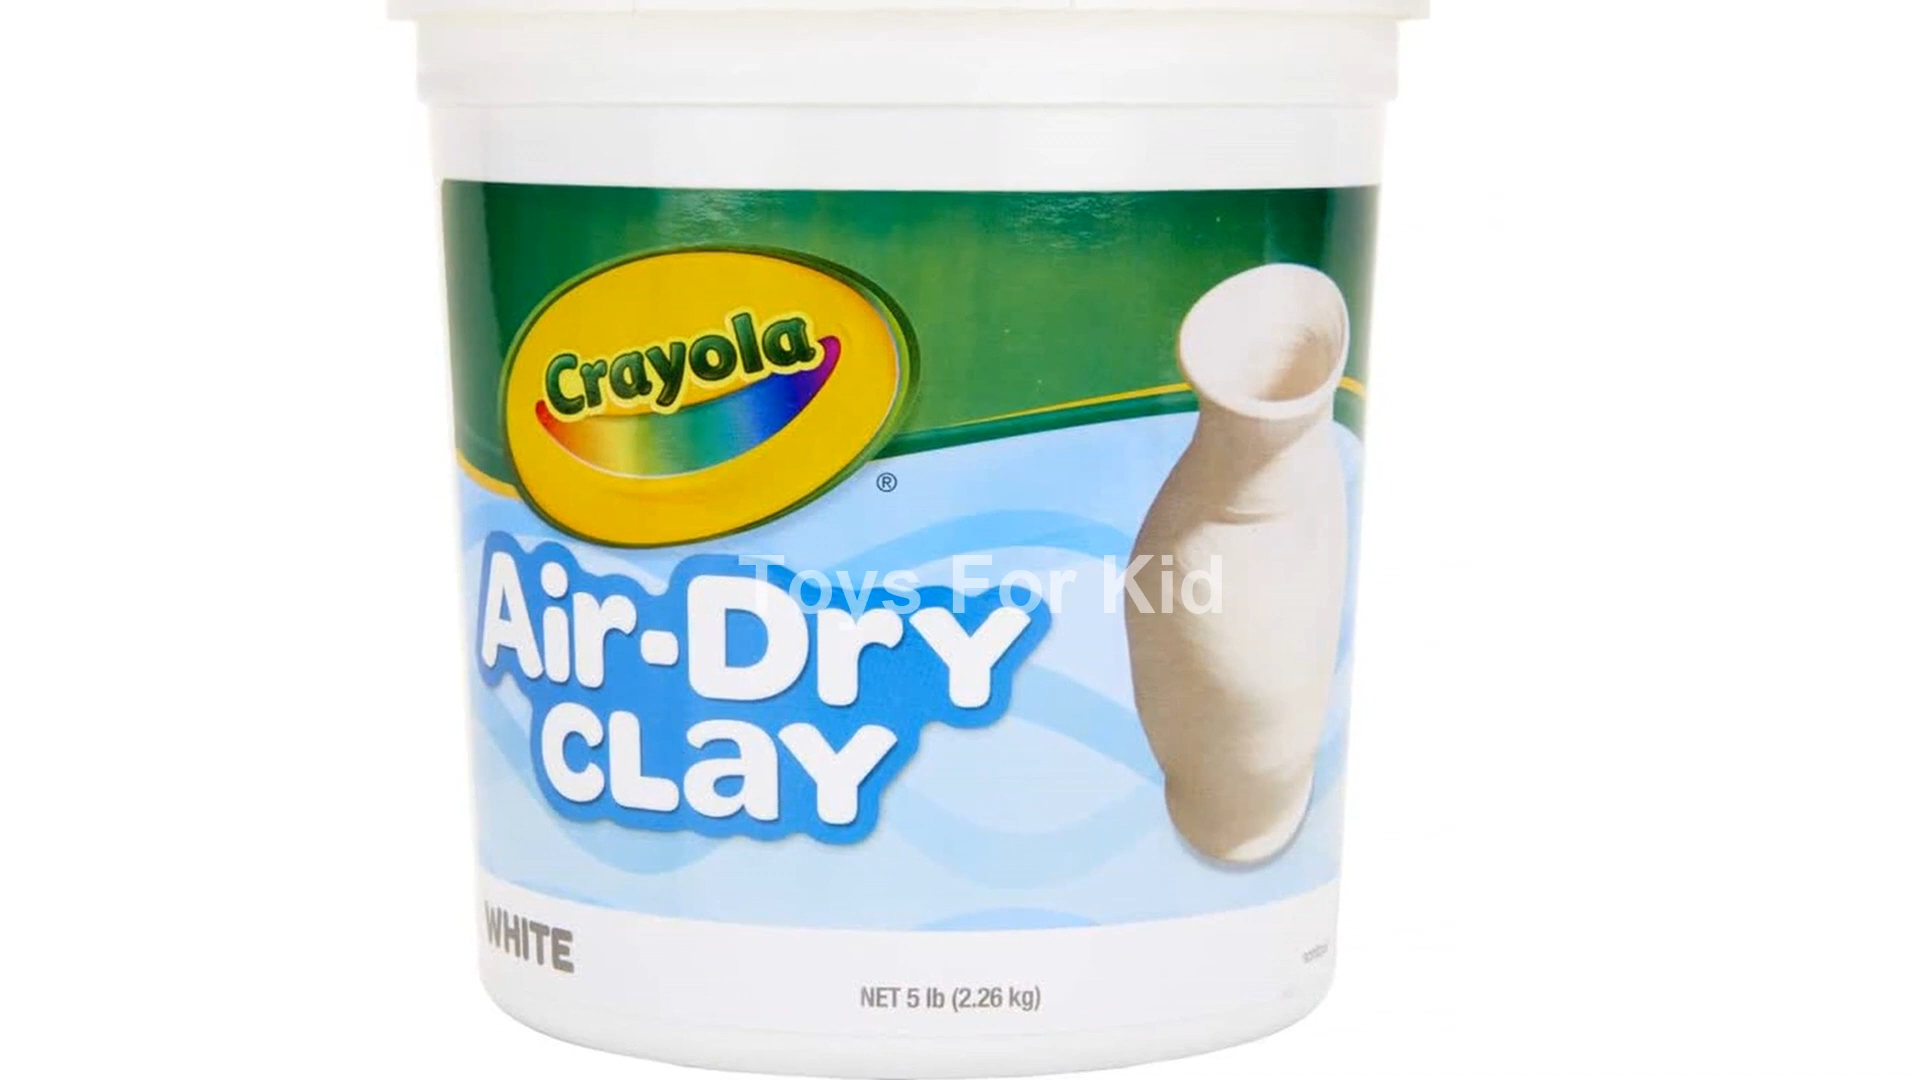 Crayola
®
Air-Dry
CLay
Toys For Kid
WHITE
NET 5 lb (2.26 kg)